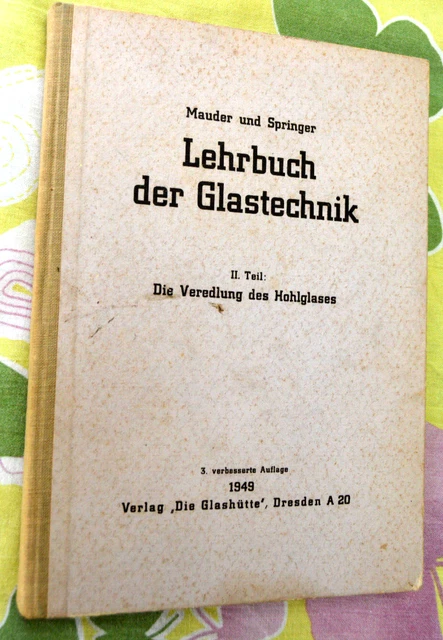 Mauder und Springer
Lehrbuch
der Glastechnik
II. Teil:
Die Veredlung des Hohlglases
3. verbesserte Auflage
1949
Verlag ‚Die Glashütte', Dresden A 20